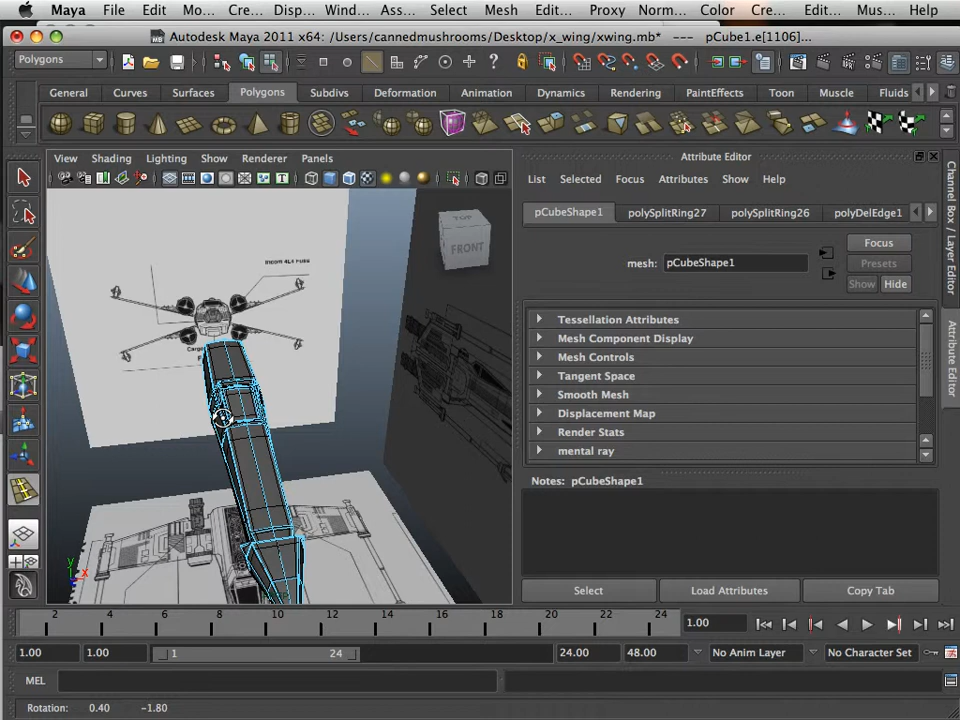 Maya File Edit Mo... Cre... Disp... Wind... Ass... Select Mesh Edit... Proxy Norm... Color Cre... Edit... Mus... Help
Autodesk Maya 2011 x64: /Users/cannedmushrooms/Desktop/x_wing/xwing.mb* --- pCube1.e[1106]...
Polygons
General Curves Surfaces Polygons Subdivs Deformation Animation Dynamics Rendering PaintEffects Toon Muscle Fluids
View Shading Lighting Show Renderer Panels
Attribute Editor
List Selected Focus Attributes Show Help
pCubeShape1 polySplitRing27 polySplitRing26 polyDelEdge1
Focus
mesh: pCubeShape1
Presets
Show Hide
TOP
FRONT
Incom 4L4 Fusi
Tessellation Attributes
Mesh Component Display
Mesh Controls
Tangent Space
Smooth Mesh
Displacement Map
Render Stats
mental ray
Notes: pCubeShape1
Select Load Attributes Copy Tab
Channel Box / Layer Editor
Attribute Editor
y
x
2 4 6 8 10 12 14 16 18 20 22 24
1.00
1.00 1.00 1 24 24.00 48.00 No Anim Layer No Character Set
MEL
Rotation: 0.40 -1.80